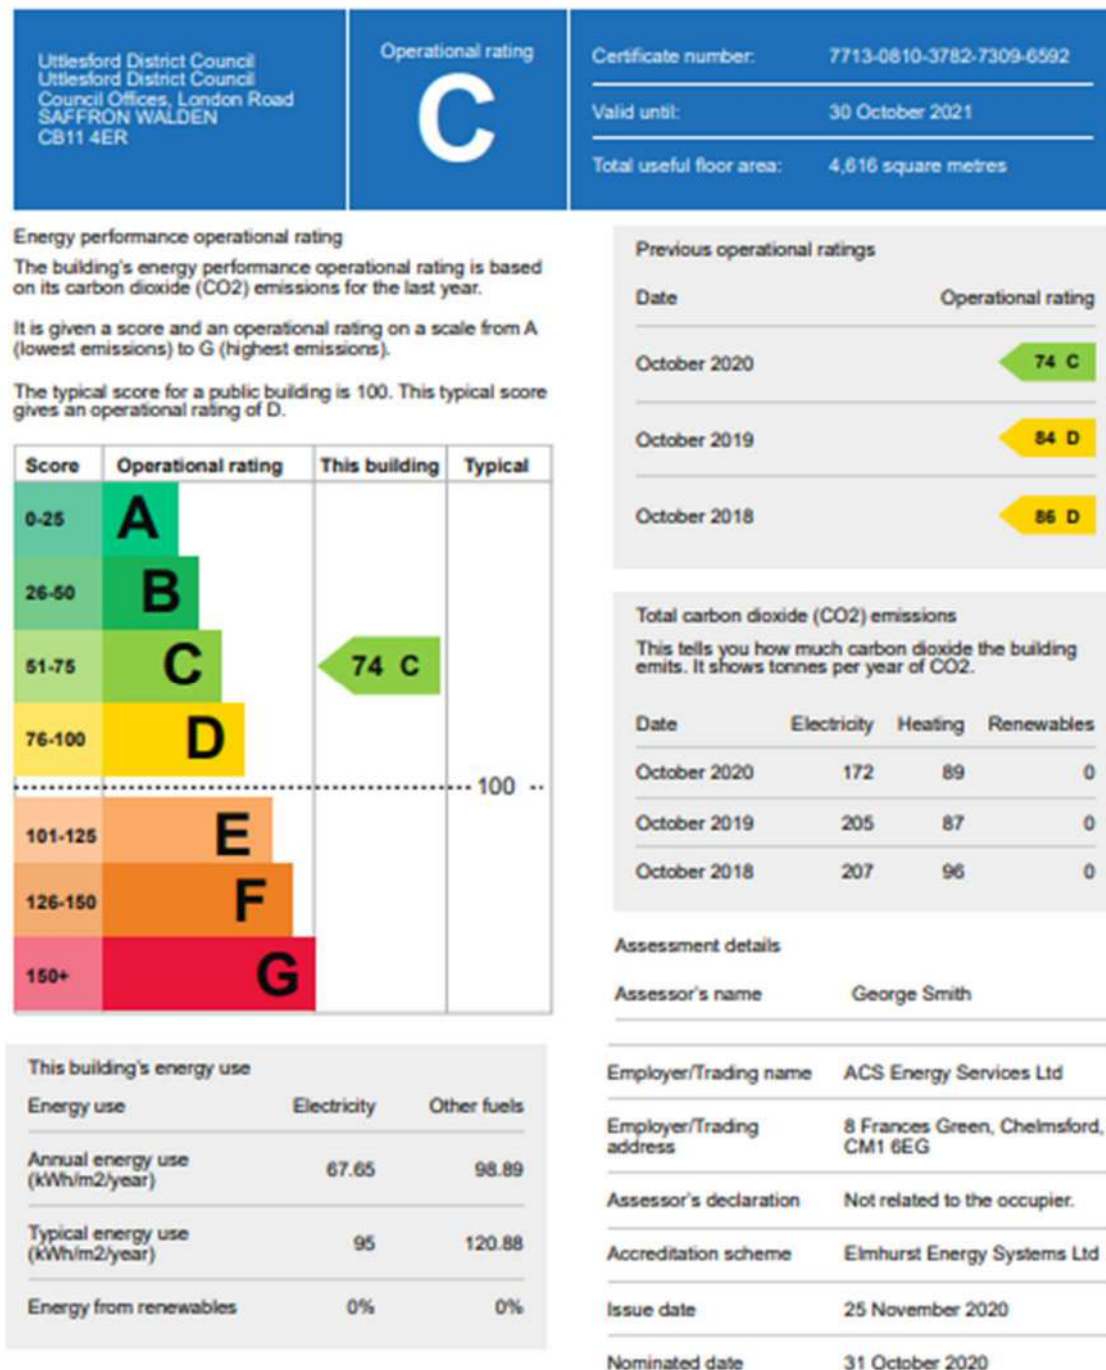 Uttlesford District Council
Uttlesford District Council
Council Offices, London Road
SAFFRON WALDEN
CB11 4ER
Operational rating
C
Certificate number: 7713-0810-3782-7309-6592
Valid until: 30 October 2021
Total useful floor area: 4,616 square metres
Energy performance operational rating
The building's energy performance operational rating is based
on its carbon dioxide (CO2) emissions for the last year.
It is given a score and an operational rating on a scale from A
(lowest emissions) to G (highest emissions).
The typical score for a public building is 100. This typical score
gives an operational rating of D.
Score Operational rating This building Typical
0-25 A
26-50 B
51-75 C 74 C
76-100 D
100
101-125 E
126-150 F
150+ G
This building's energy use
Energy use Electricity Other fuels
Annual energy use
(kWh/m2/year) 67.65 98.89
Typical energy use
(kWh/m2/year) 95 120.88
Energy from renewables 0% 0%
Previous operational ratings
Date Operational rating
October 2020 74 C
October 2019 84 D
October 2018 86 D
Total carbon dioxide (CO2) emissions
This tells you how much carbon dioxide the building
emits. It shows tonnes per year of CO2.
Date Electricity Heating Renewables
October 2020 172 89 0
October 2019 205 87 0
October 2018 207 96 0
Assessment details
Assessor's name George Smith
Employer/Trading name ACS Energy Services Ltd
Employer/Trading address 8 Frances Green, Chelmsford,
CM1 6EG
Assessor's declaration Not related to the occupier.
Accreditation scheme Elmhurst Energy Systems Ltd
Issue date 25 November 2020
Nominated date 31 October 2020